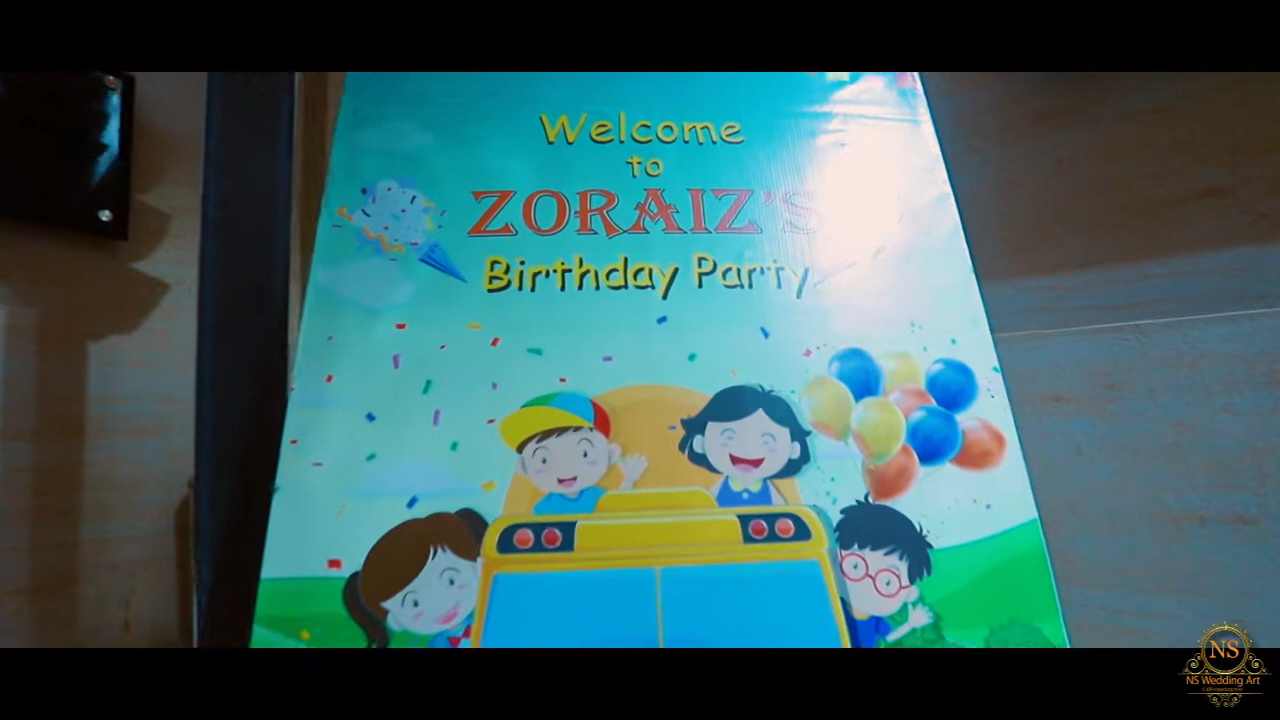 Welcome
to
ZORAIZ'S
Birthday Party
NS
NS Wedding Art